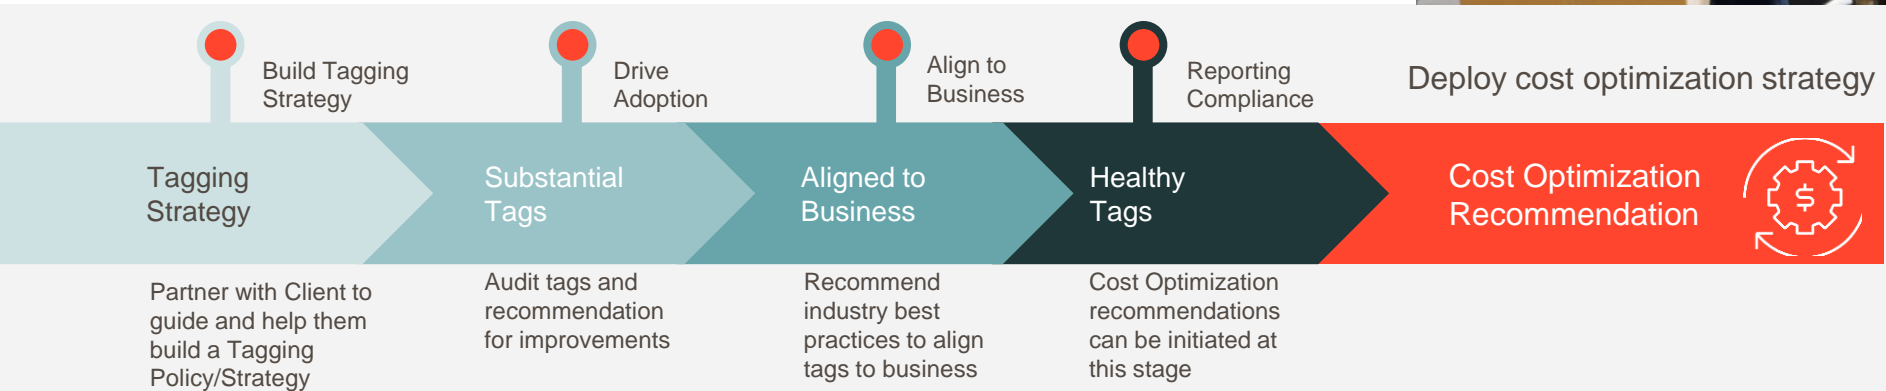 Build Tagging
Strategy
Drive
Adoption
Align to
Business
Reporting
Compliance
Deploy cost optimization strategy
Tagging
Strategy
Substantial
Tags
Aligned to
Business
Healthy
Tags
Cost Optimization
Recommendation
$
Partner with Client to
guide and help them
build a Tagging
Policy/Strategy
Audit tags and
recommendation
for improvements
Recommend
industry best
practices to align
tags to business
Cost Optimization
recommendations
can be initiated at
this stage